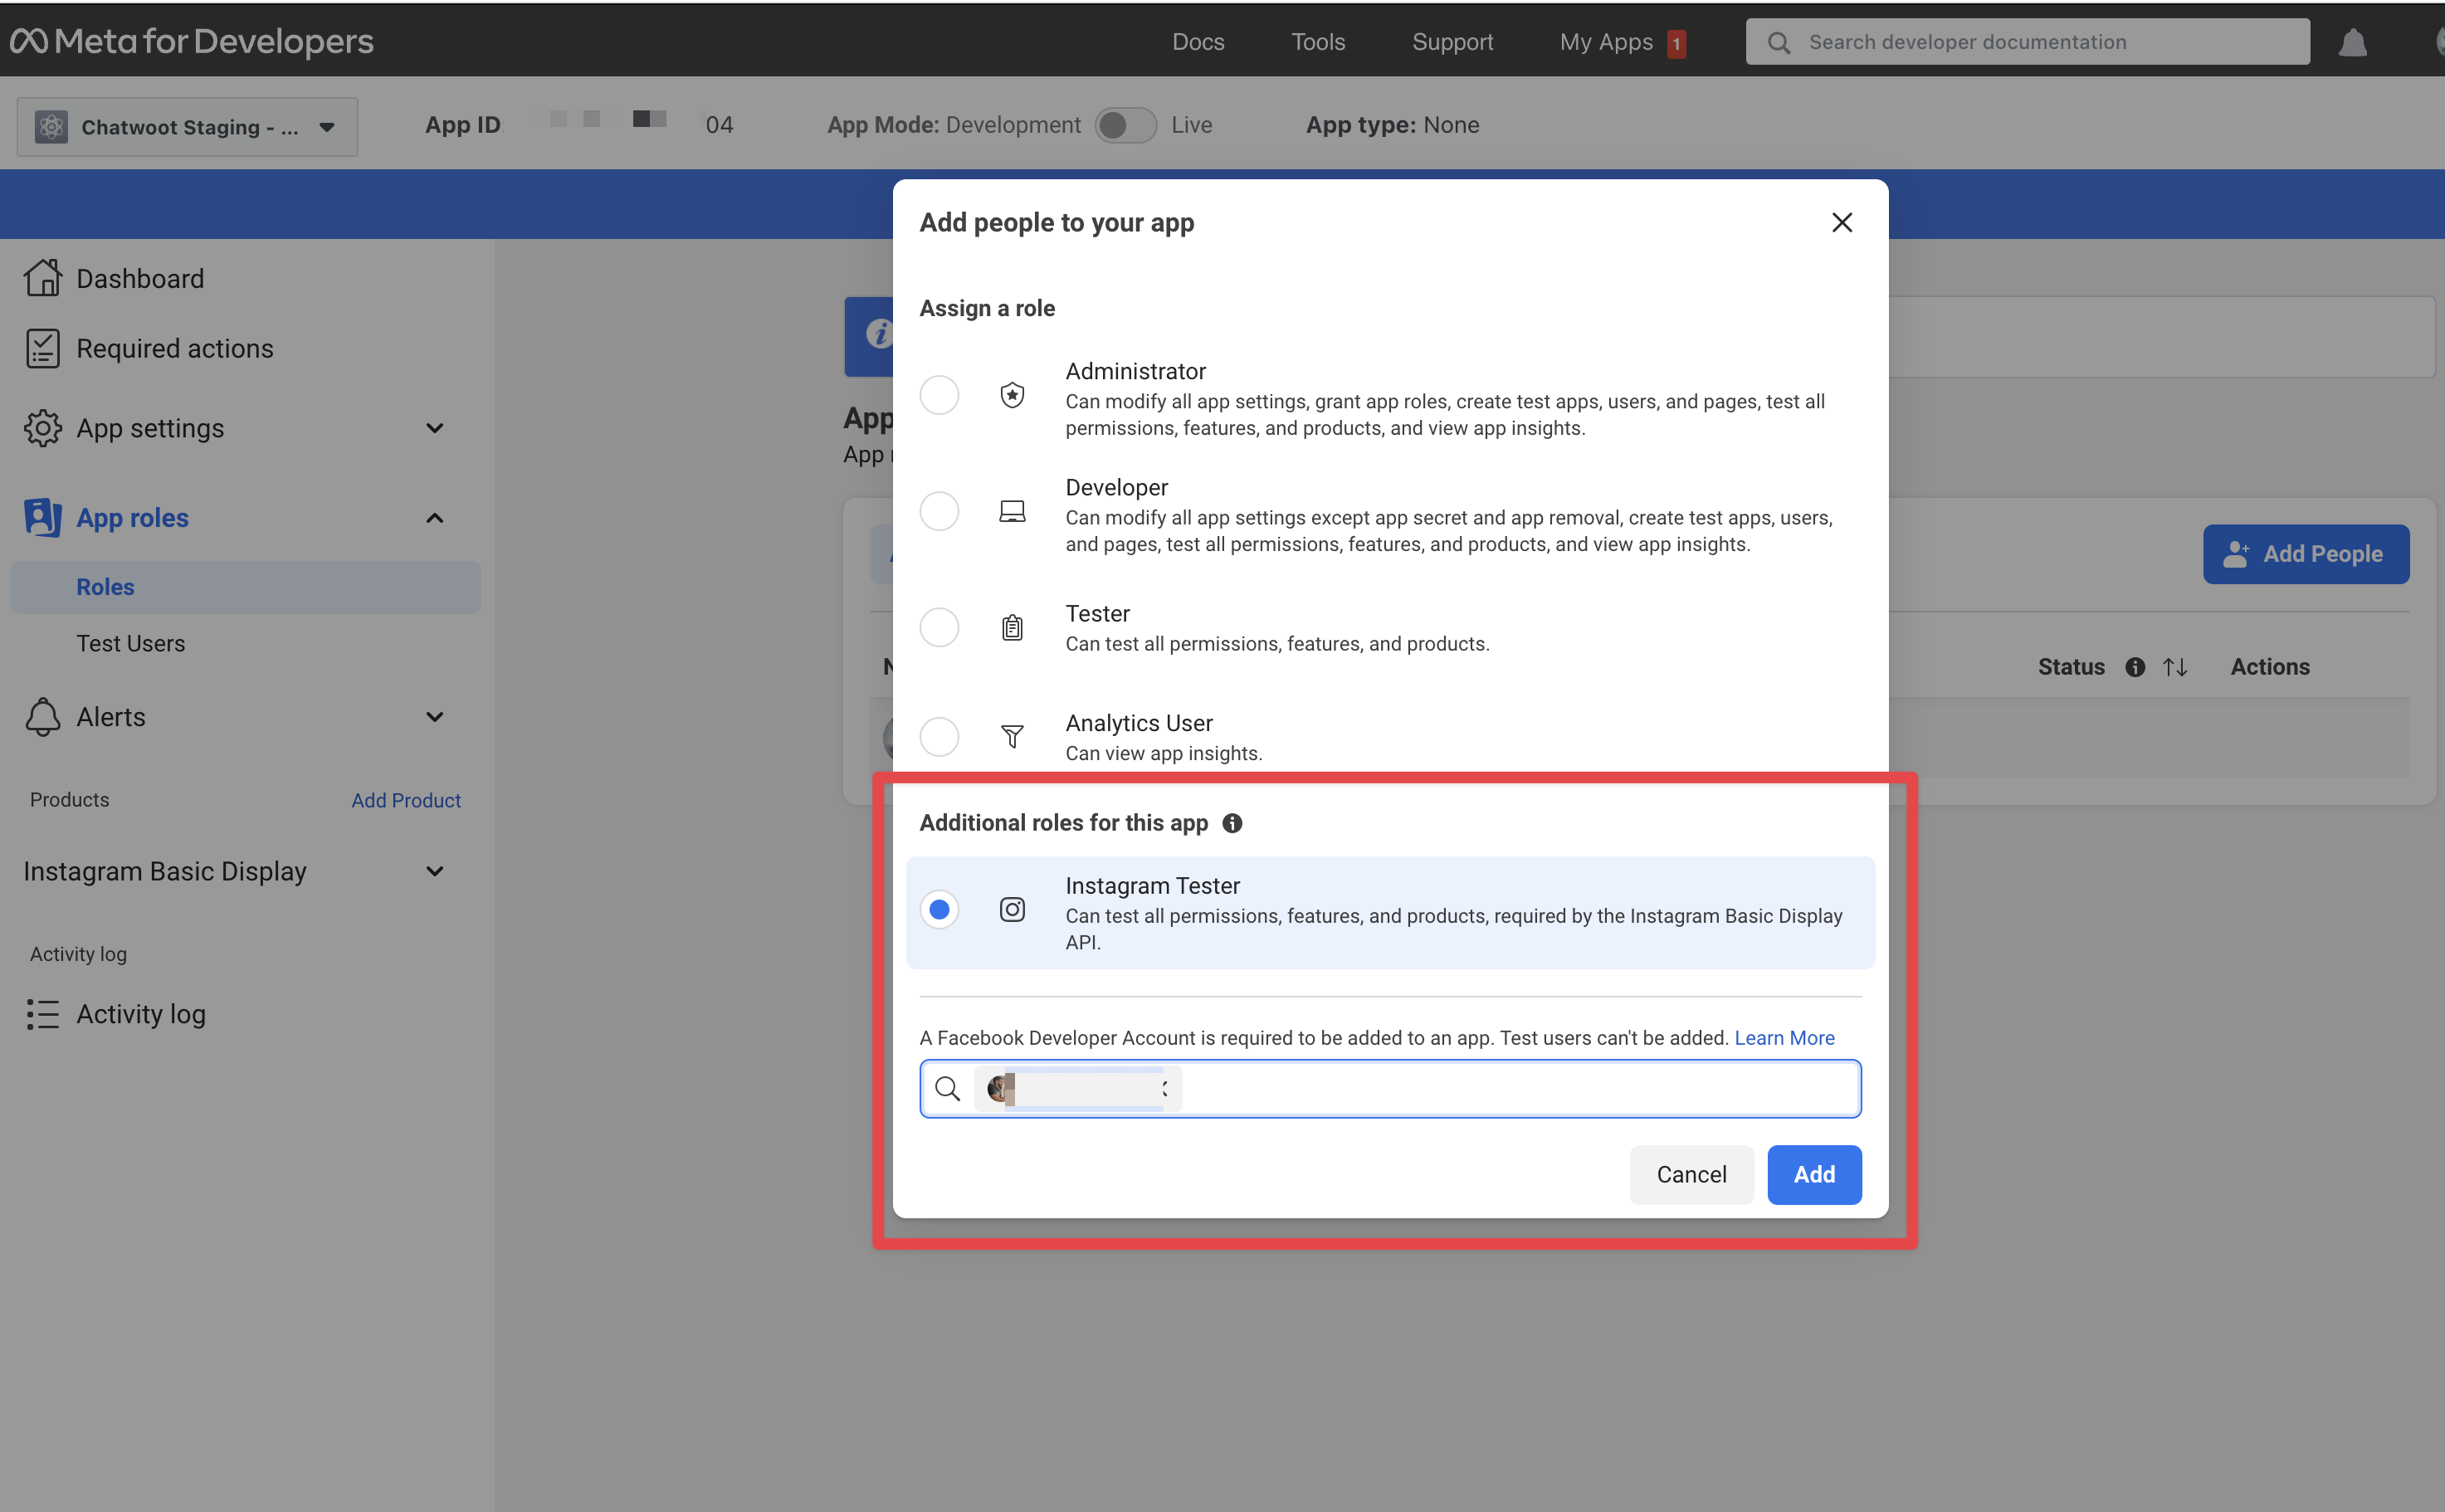 Meta for Developers
Docs
Tools
Support
My Apps 1
Search developer documentation
Chatwoot Staging - ...
App ID
04
App Mode: Development
Live
App type: None
Add people to your app
Dashboard
Required actions
App settings
App roles
Roles
Test Users
Alerts
Products
Add Product
Instagram Basic Display
Activity log
Activity log
App
App
Add People
Status
Actions
Assign a role
Administrator
Can modify all app settings, grant app roles, create test apps, users, and pages, test all
permissions, features, and products, and view app insights.
Developer
Can modify all app settings except app secret and app removal, create test apps, users,
and pages, test all permissions, features, and products, and view app insights.
Tester
Can test all permissions, features, and products.
Analytics User
Can view app insights.
Additional roles for this app
Instagram Tester
Can test all permissions, features, and products, required by the Instagram Basic Display
API.
A Facebook Developer Account is required to be added to an app. Test users can't be added. Learn More
Cancel
Add